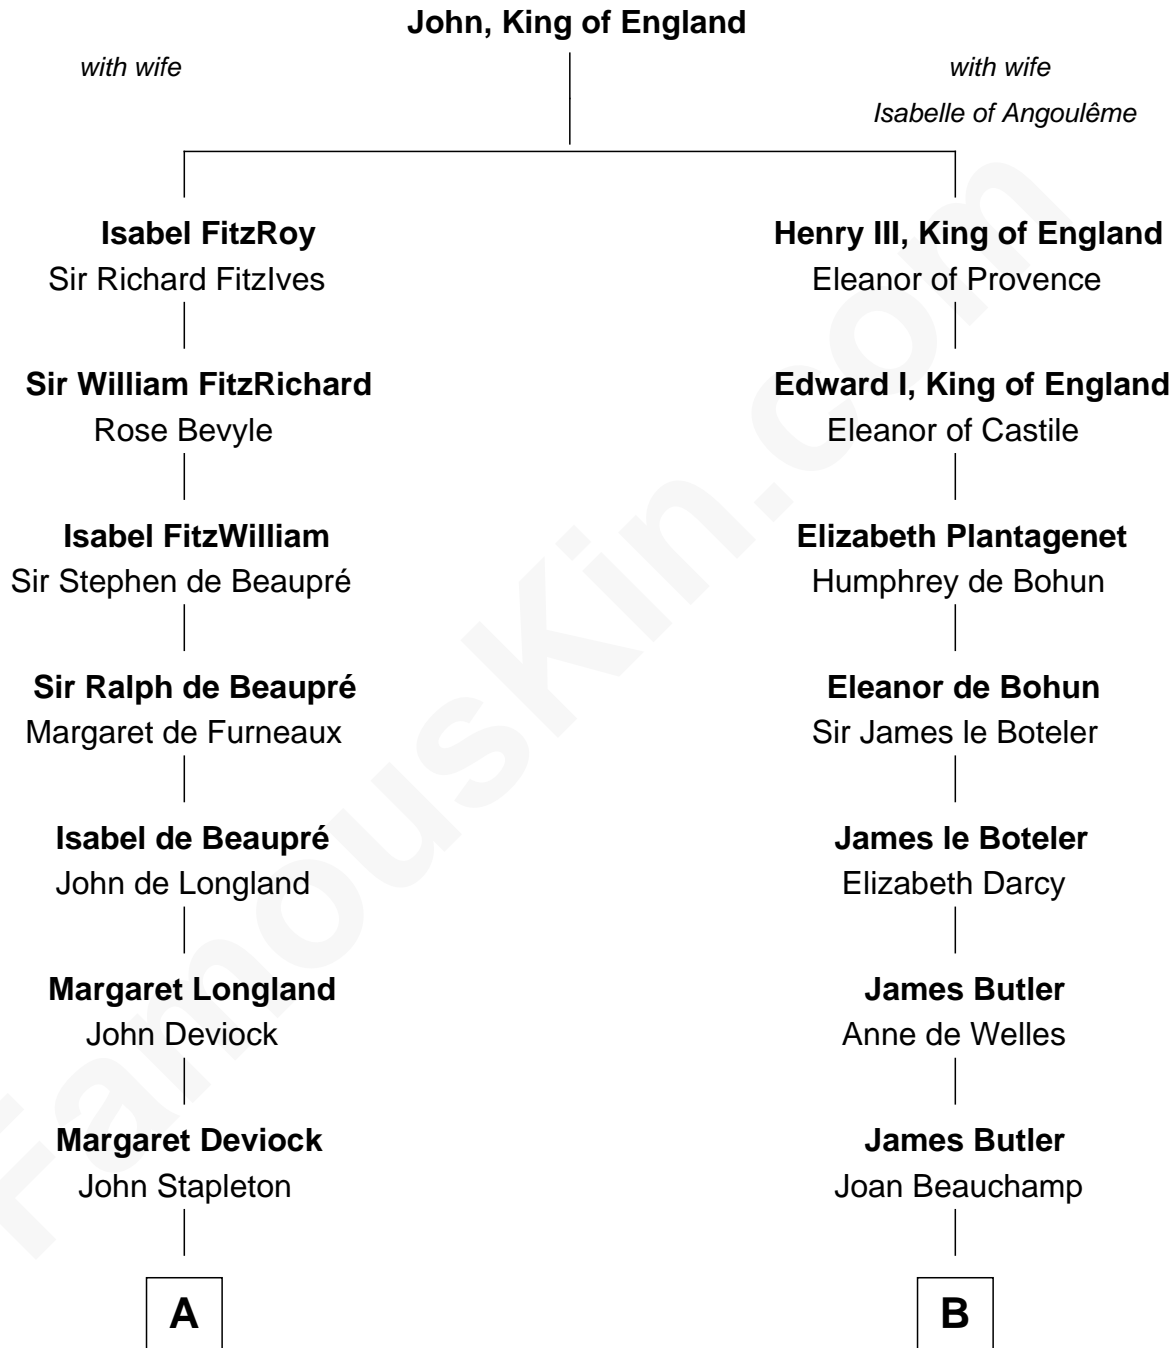 John, King of England
with wife
with wife
Isabelle of Angoulême
Isabel FitzRoy
Sir Richard FitzIves
Henry III, King of England
Eleanor of Provence
Sir William FitzRichard
Rose Bevyle
Edward I, King of England
Eleanor of Castile
Isabel FitzWilliam
Sir Stephen de Beaupré
Elizabeth Plantagenet
Humphrey de Bohun
Sir Ralph de Beaupré
Margaret de Furneaux
Eleanor de Bohun
Sir James le Boteler
Isabel de Beaupré
John de Longland
James le Boteler
Elizabeth Darcy
Margaret Longland
John Deviock
James Butler
Anne de Welles
Margaret Deviock
John Stapleton
James Butler
Joan Beauchamp
A
B
FamousKin.com